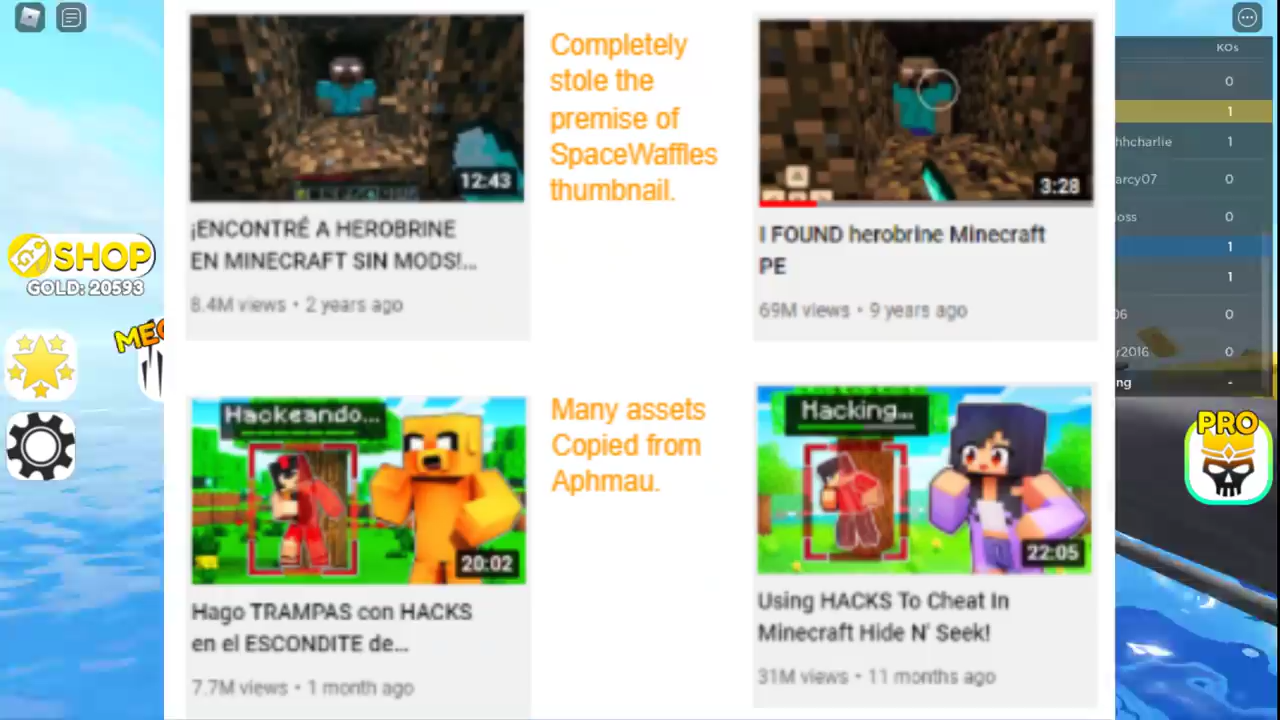 KOs
0
1
hhcharlie 1
arcy07 0
oss 0
1
1
06 0
r2016 0
ng -
SHOP
GOLD: 20593
MEG
PRO
12:43
¡ENCONTRÉ A HEROBRINE
EN MINECRAFT SIN MODS!...
8.4M views • 2 years ago
Completely
stole the
premise of
SpaceWaffles
thumbnail.
3:28
I FOUND herobrine Minecraft
PE
69M views • 9 years ago
Hackeando...
20:02
Hago TRAMPAS con HACKS
en el ESCONDITE de...
7.7M views • 1 month ago
Many assets
Copied from
Aphmau.
Hacking...
22:05
Using HACKS To Cheat In
Minecraft Hide N' Seek!
31M views • 11 months ago